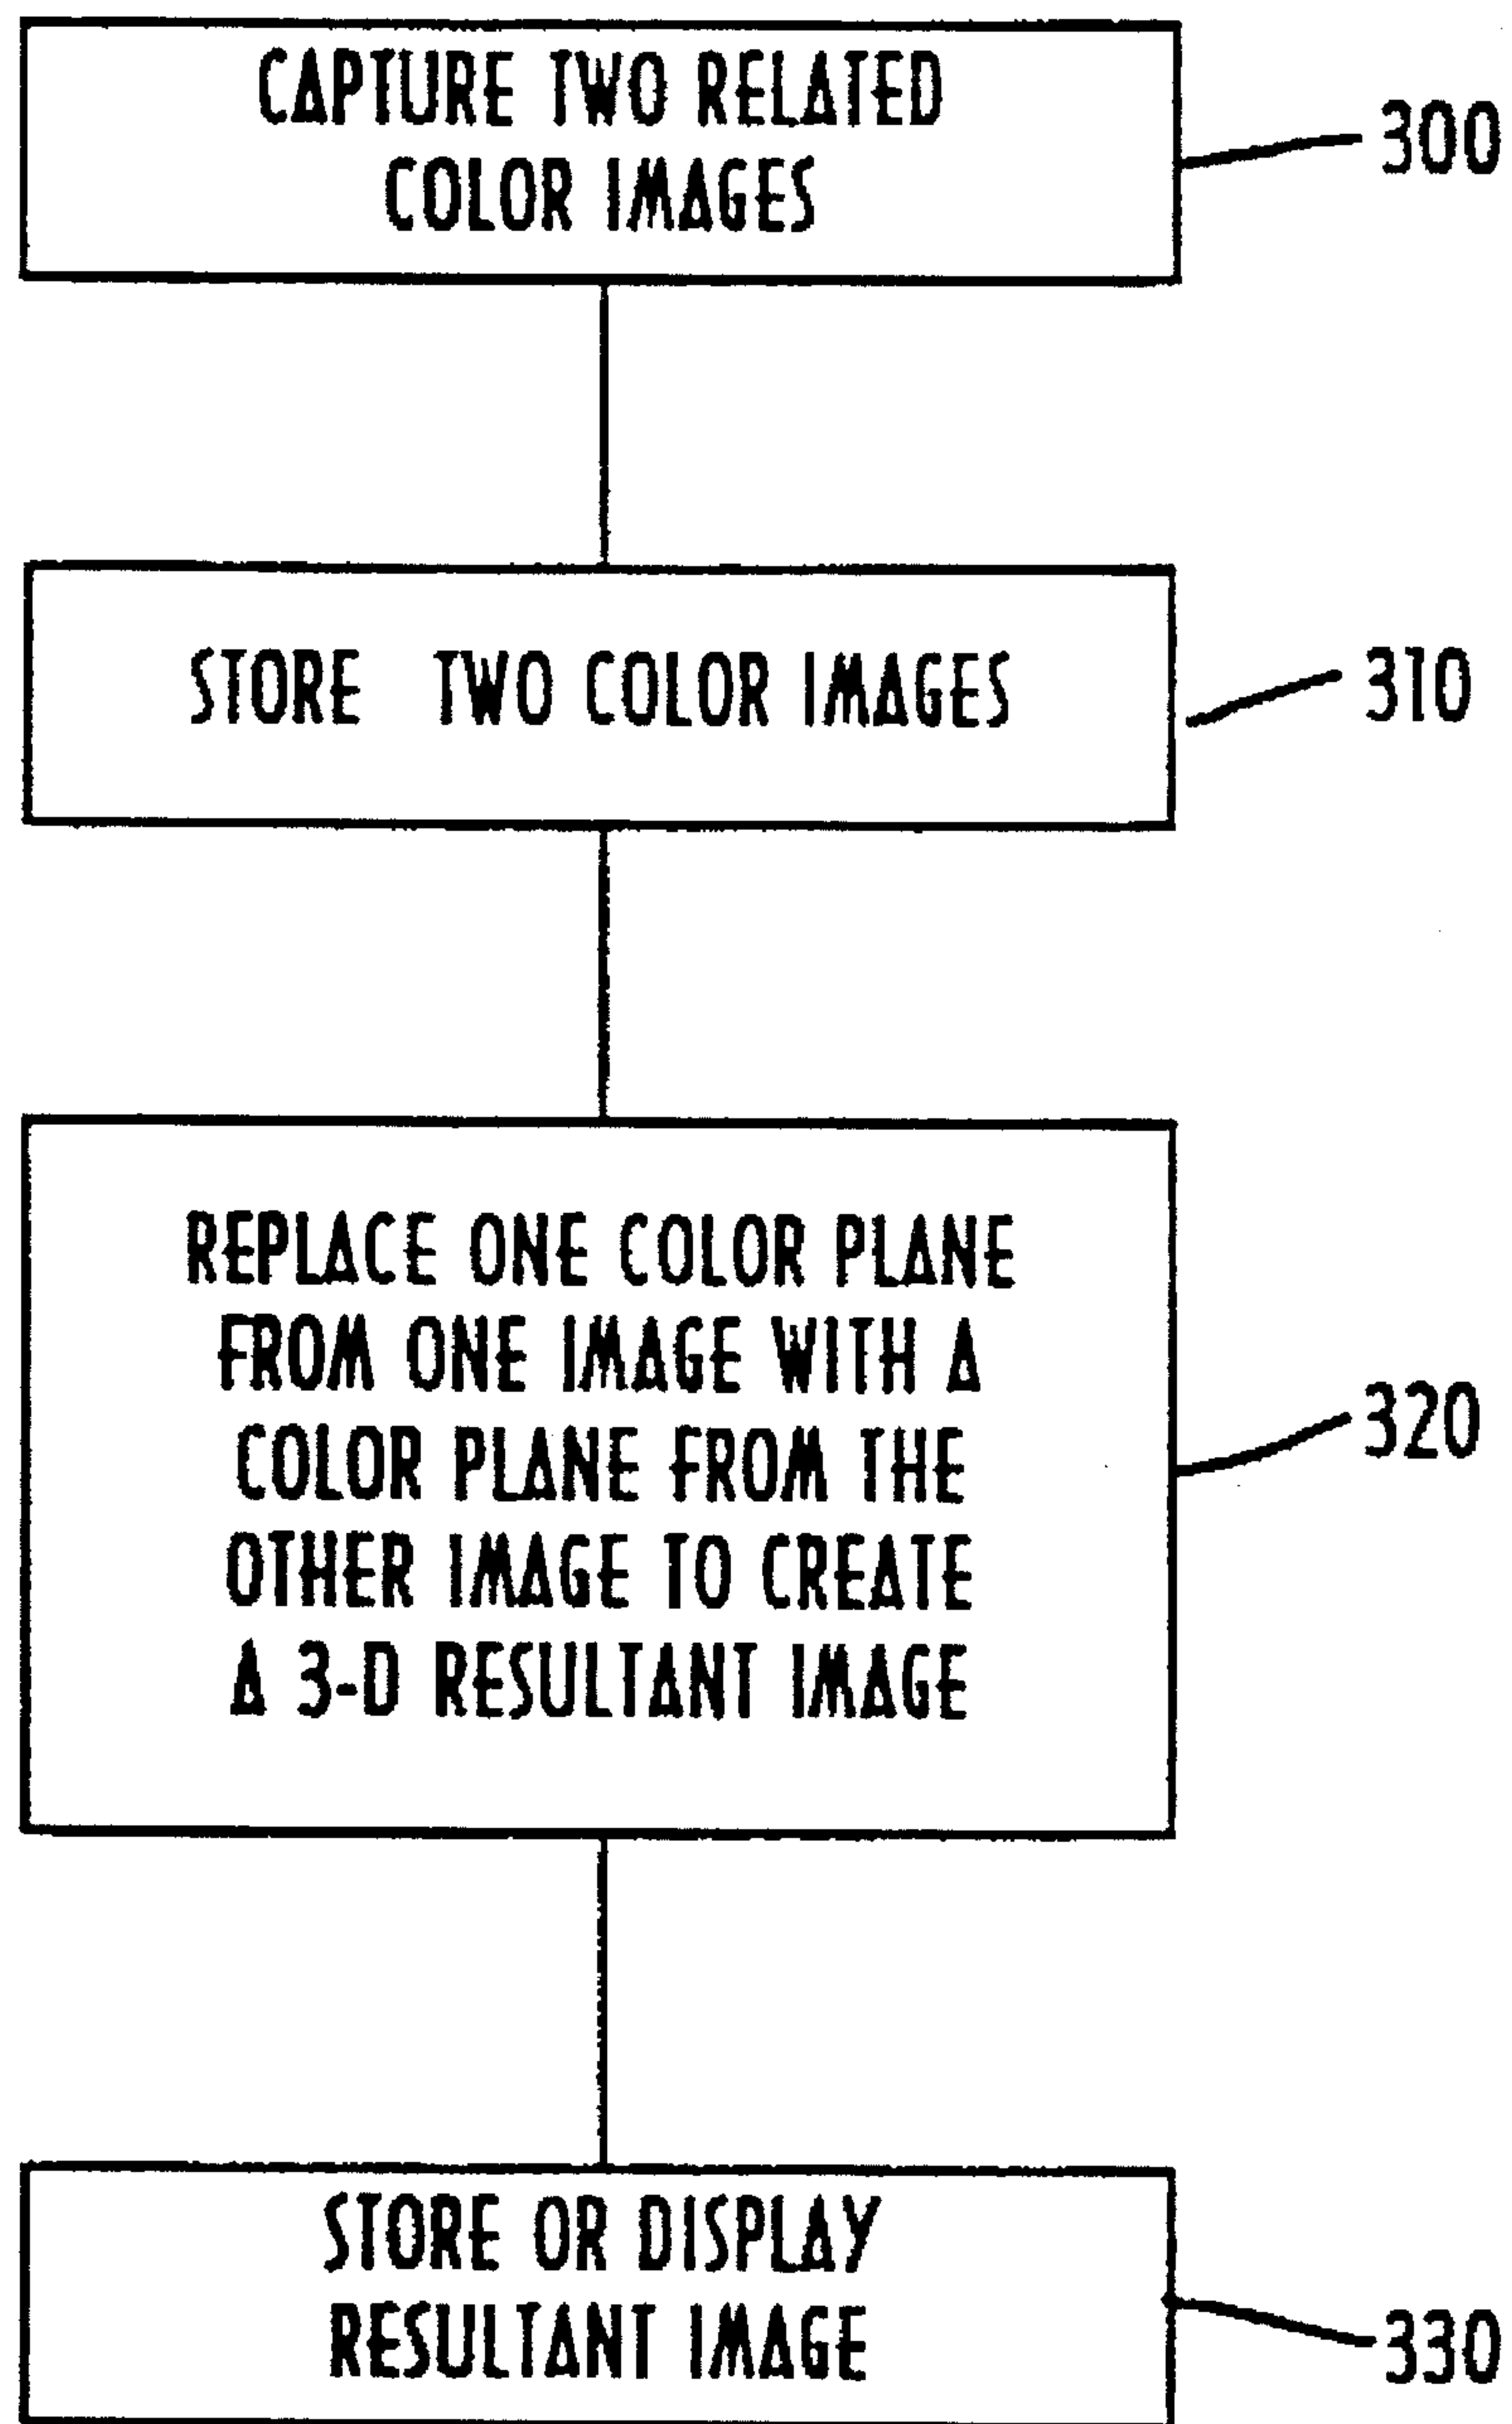 CAPTURE TWO RELATED
COLOR IMAGES
300
STORE TWO COLOR IMAGES
310
REPLACE ONE COLOR PLANE
FROM ONE IMAGE WITH A
COLOR PLANE FROM THE
OTHER IMAGE TO CREATE
A 3-D RESULTANT IMAGE
320
STORE OR DISPLAY
RESULTANT IMAGE
330